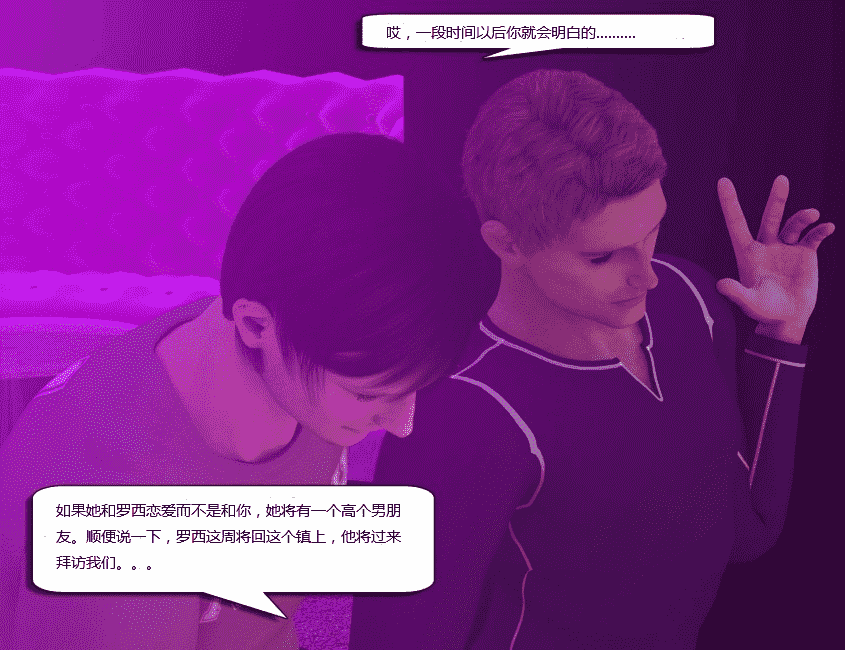 哎，一段时间以后你就会明白的..........
如果她和罗西恋爱而不是和你，她将有一个高个男朋
友。顺便说一下，罗西这周将回这个镇上，他将过来
拜访我们。。。